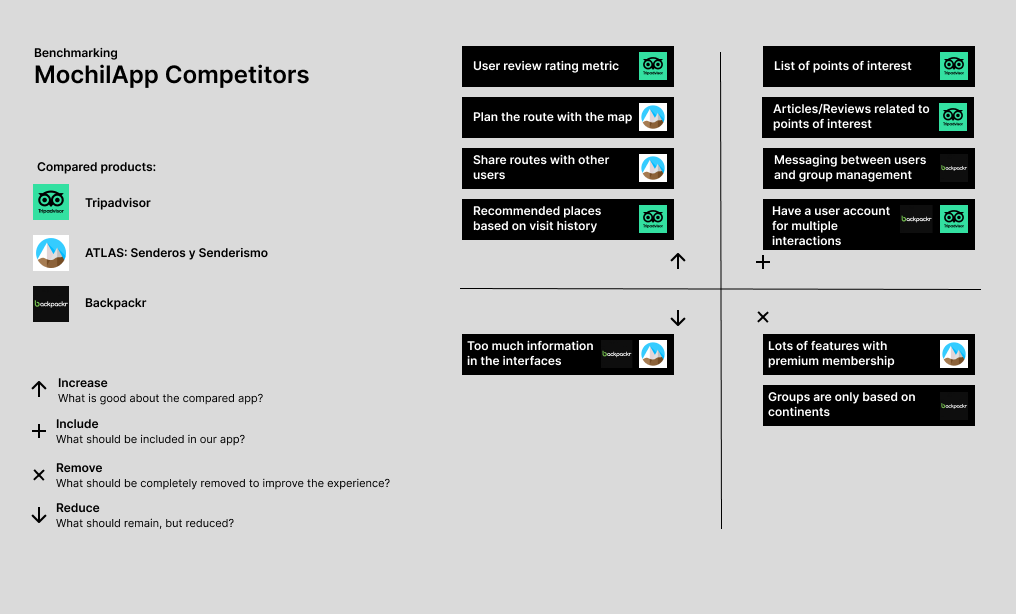 Benchmarking
MochilApp Competitors
Compared products:
Tripadvisor
Tripadvisor
ATLAS: Senderos y Senderismo
backpackr
Backpackr
Increase
What is good about the compared app?
Include
What should be included in our app?
Remove
What should be completely removed to improve the experience?
Reduce
What should remain, but reduced?
User review rating metric
Tripadvisor
Plan the route with the map
Share routes with other
users
Recommended places
based on visit history
Tripadvisor
List of points of interest
Tripadvisor
Articles/Reviews related to
points of interest
Tripadvisor
Messaging between users
and group management
backpackr
Have a user account
for multiple
interactions
backpackr
Tripadvisor
Too much information
in the interfaces
backpackr
Lots of features with
premium membership
Groups are only based on
continents
backpackr